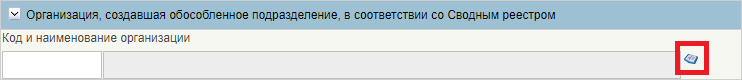 Организация, создавшая обособленное подразделение, в соответствии со Сводным реестром
Код и наименование организации